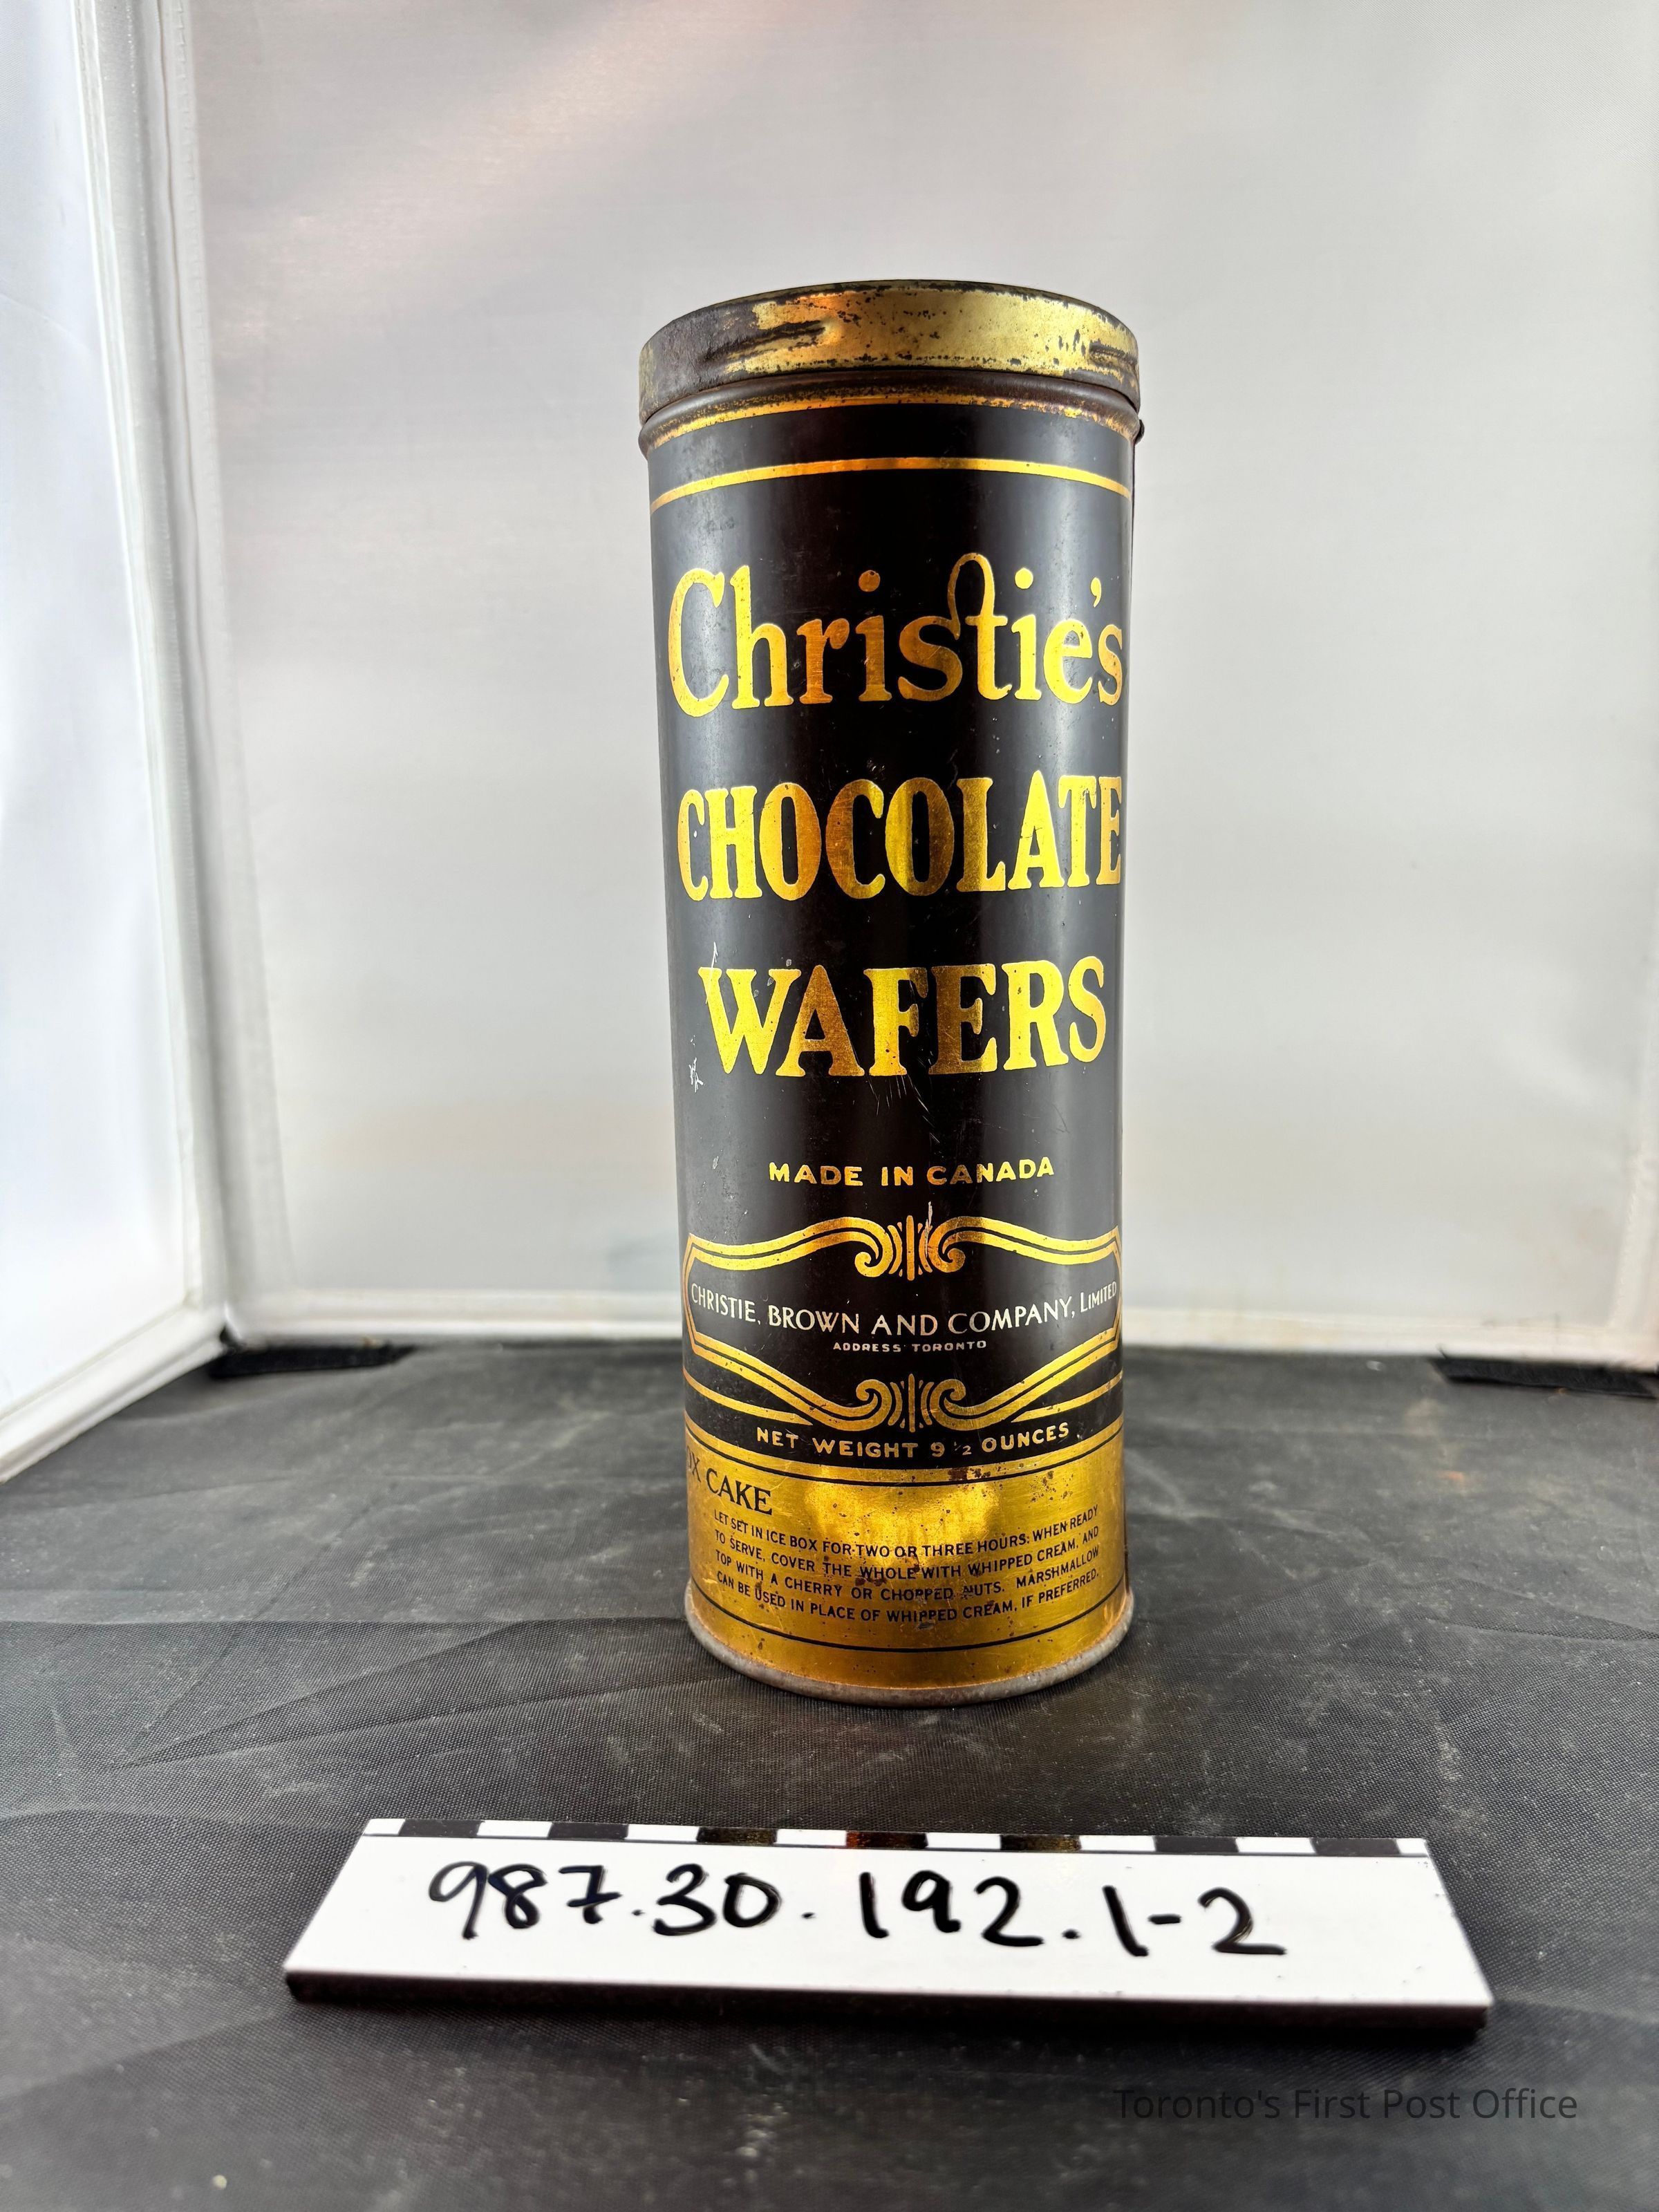 Christie's
CHOCOLATE
WAFERS
MADE IN CANADA
CHRISTIE, BROWN AND COMPANY, LIMITED
ADDRESS TORONTO
NET WEIGHT 9 1/2 OUNCES
OX CAKE
LET SET IN ICE BOX FOR TWO OR THREE HOURS: WHEN READY
TO SERVE, COVER THE WHOLE WITH WHIPPED CREAM, AND
TOP WITH A CHERRY OR CHOPPED NUTS. MARSHMALLOW
CAN BE USED IN PLACE OF WHIPPED CREAM, IF PREFERRED.
987.30.192.1-2
Toronto's First Post Office